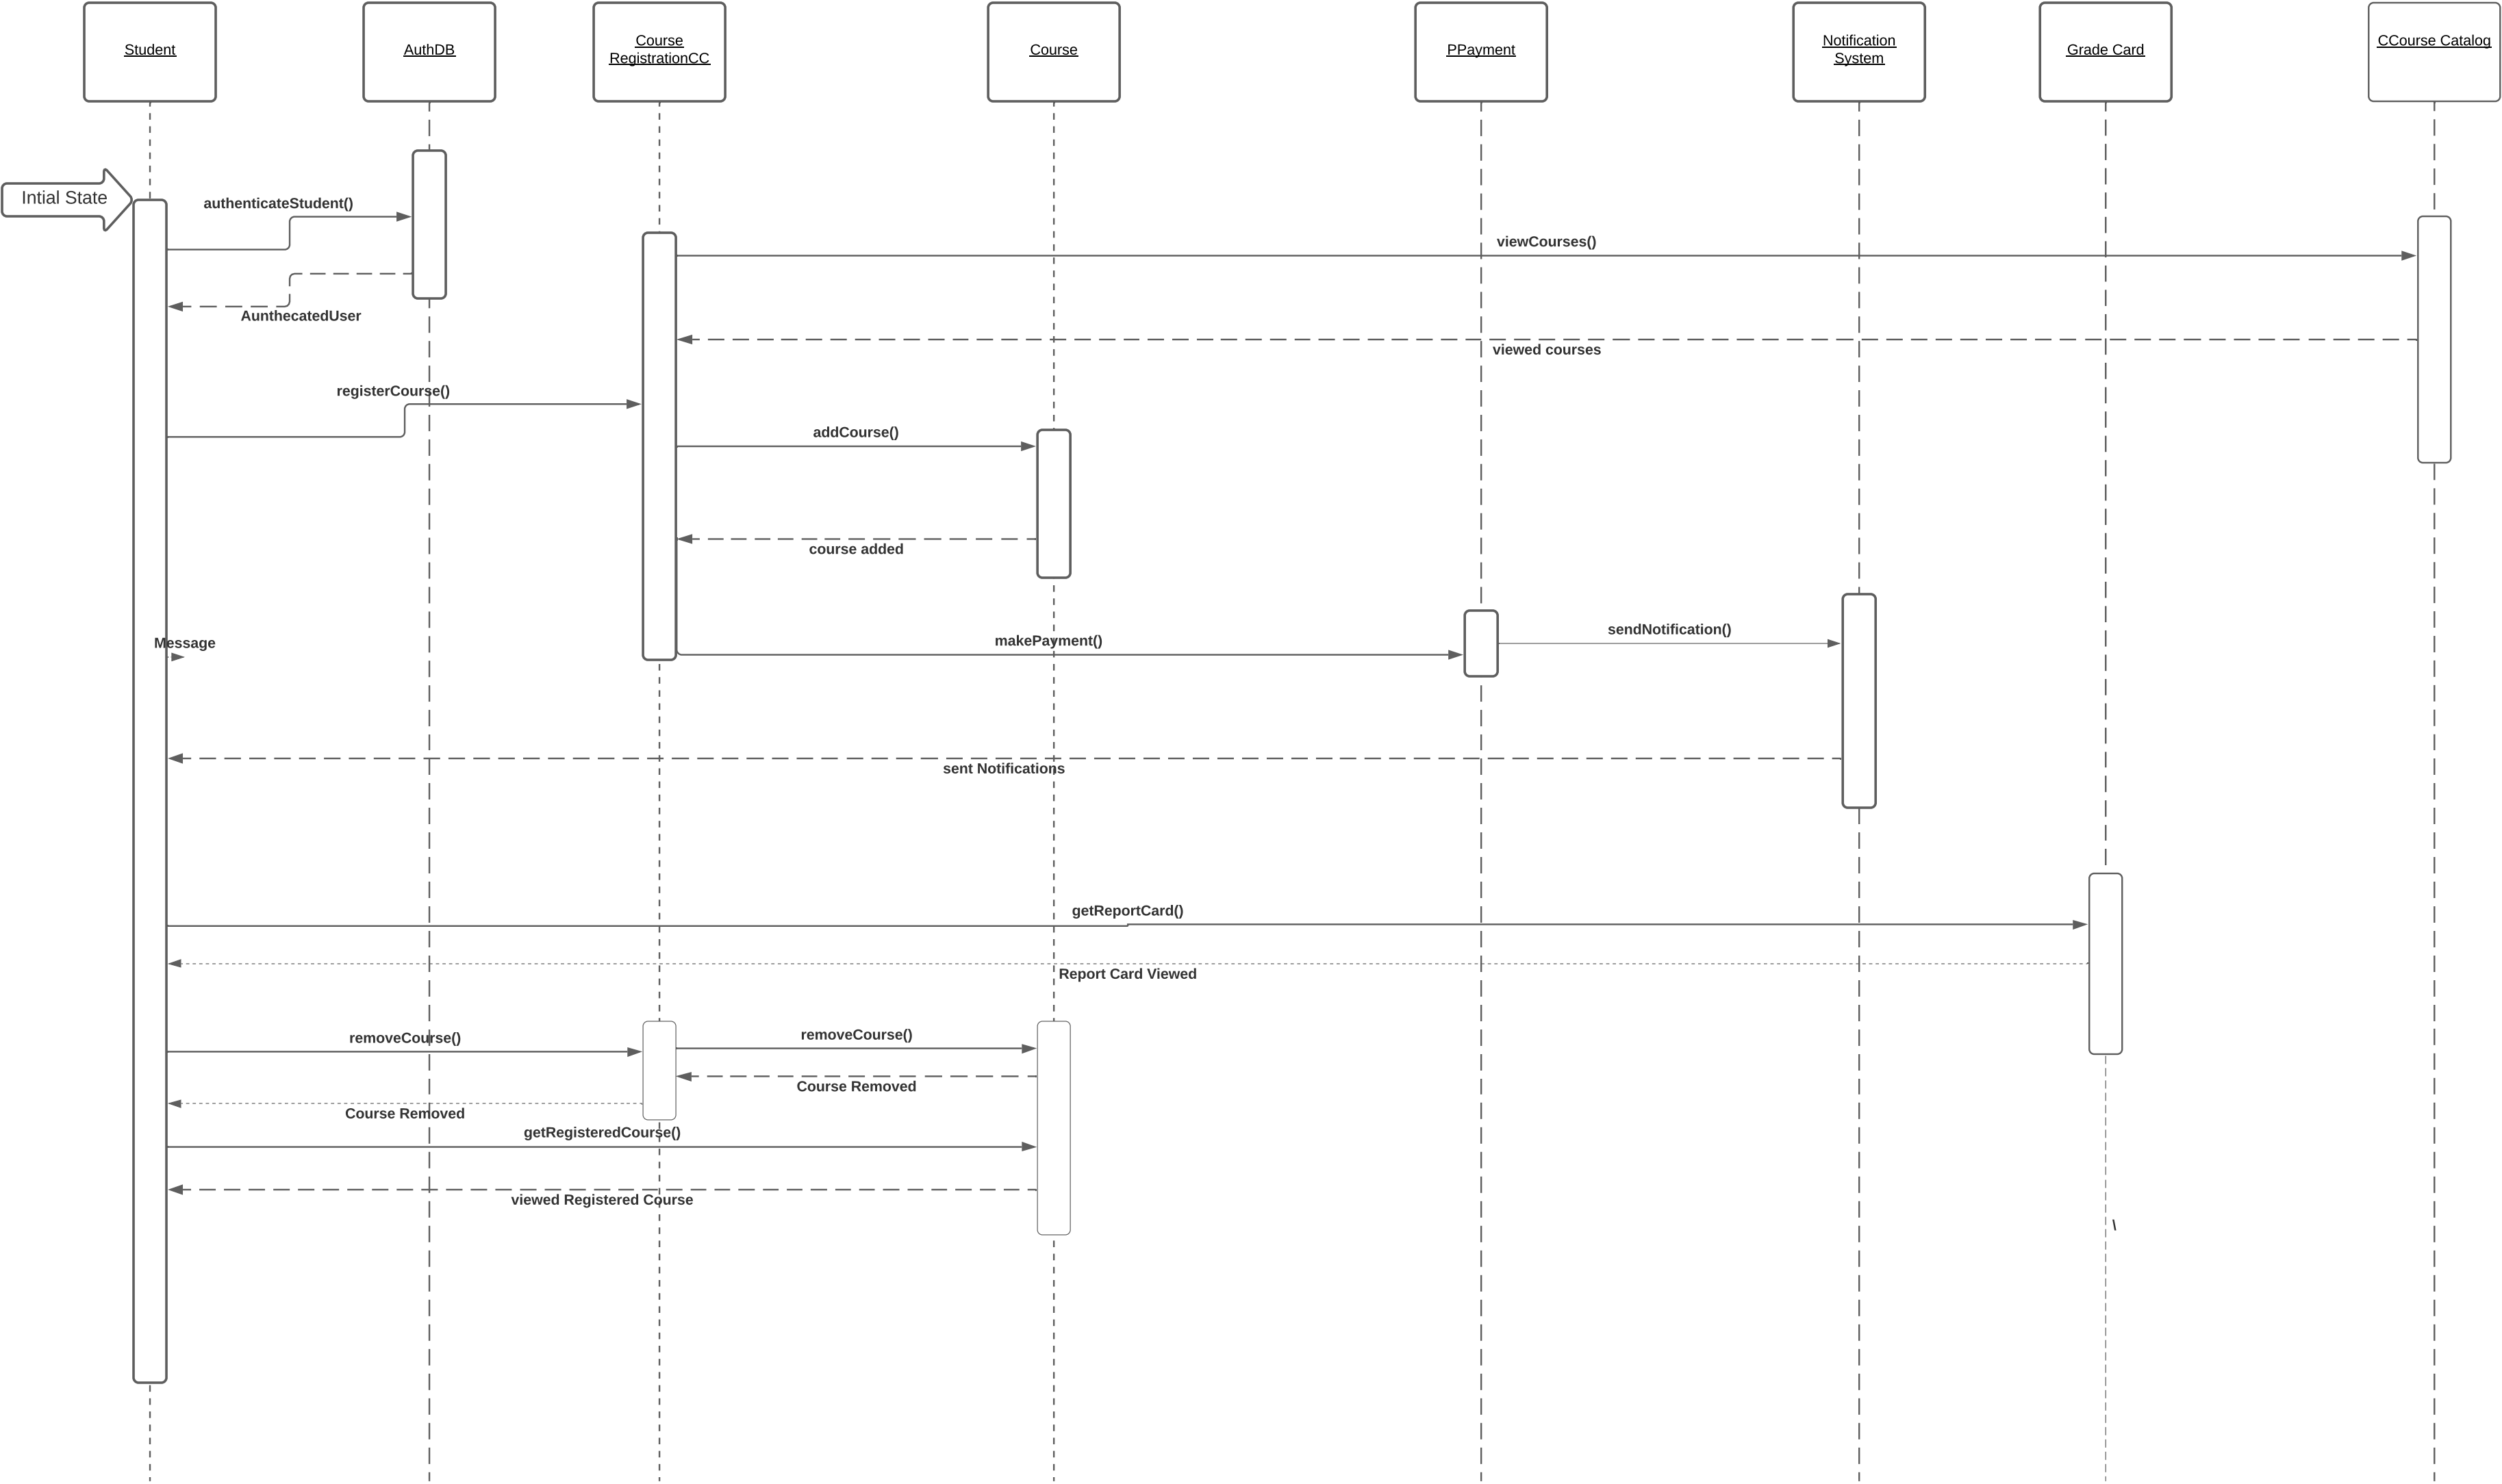 Student
AuthDB
Course
RegistrationCC
Course
PPayment
Notification
System
Grade Card
CCourse Catalog
Intial State
authenticateStudent()
viewCourses()
AunthecatedUser
viewed courses
registerCourse()
addCourse()
course added
Message
makePayment()
sendNotification()
sent Notifications
getReportCard()
Report Card Viewed
removeCourse()
removeCourse()
Course Removed
Course Removed
getRegisteredCourse()
viewed Registered Course
\